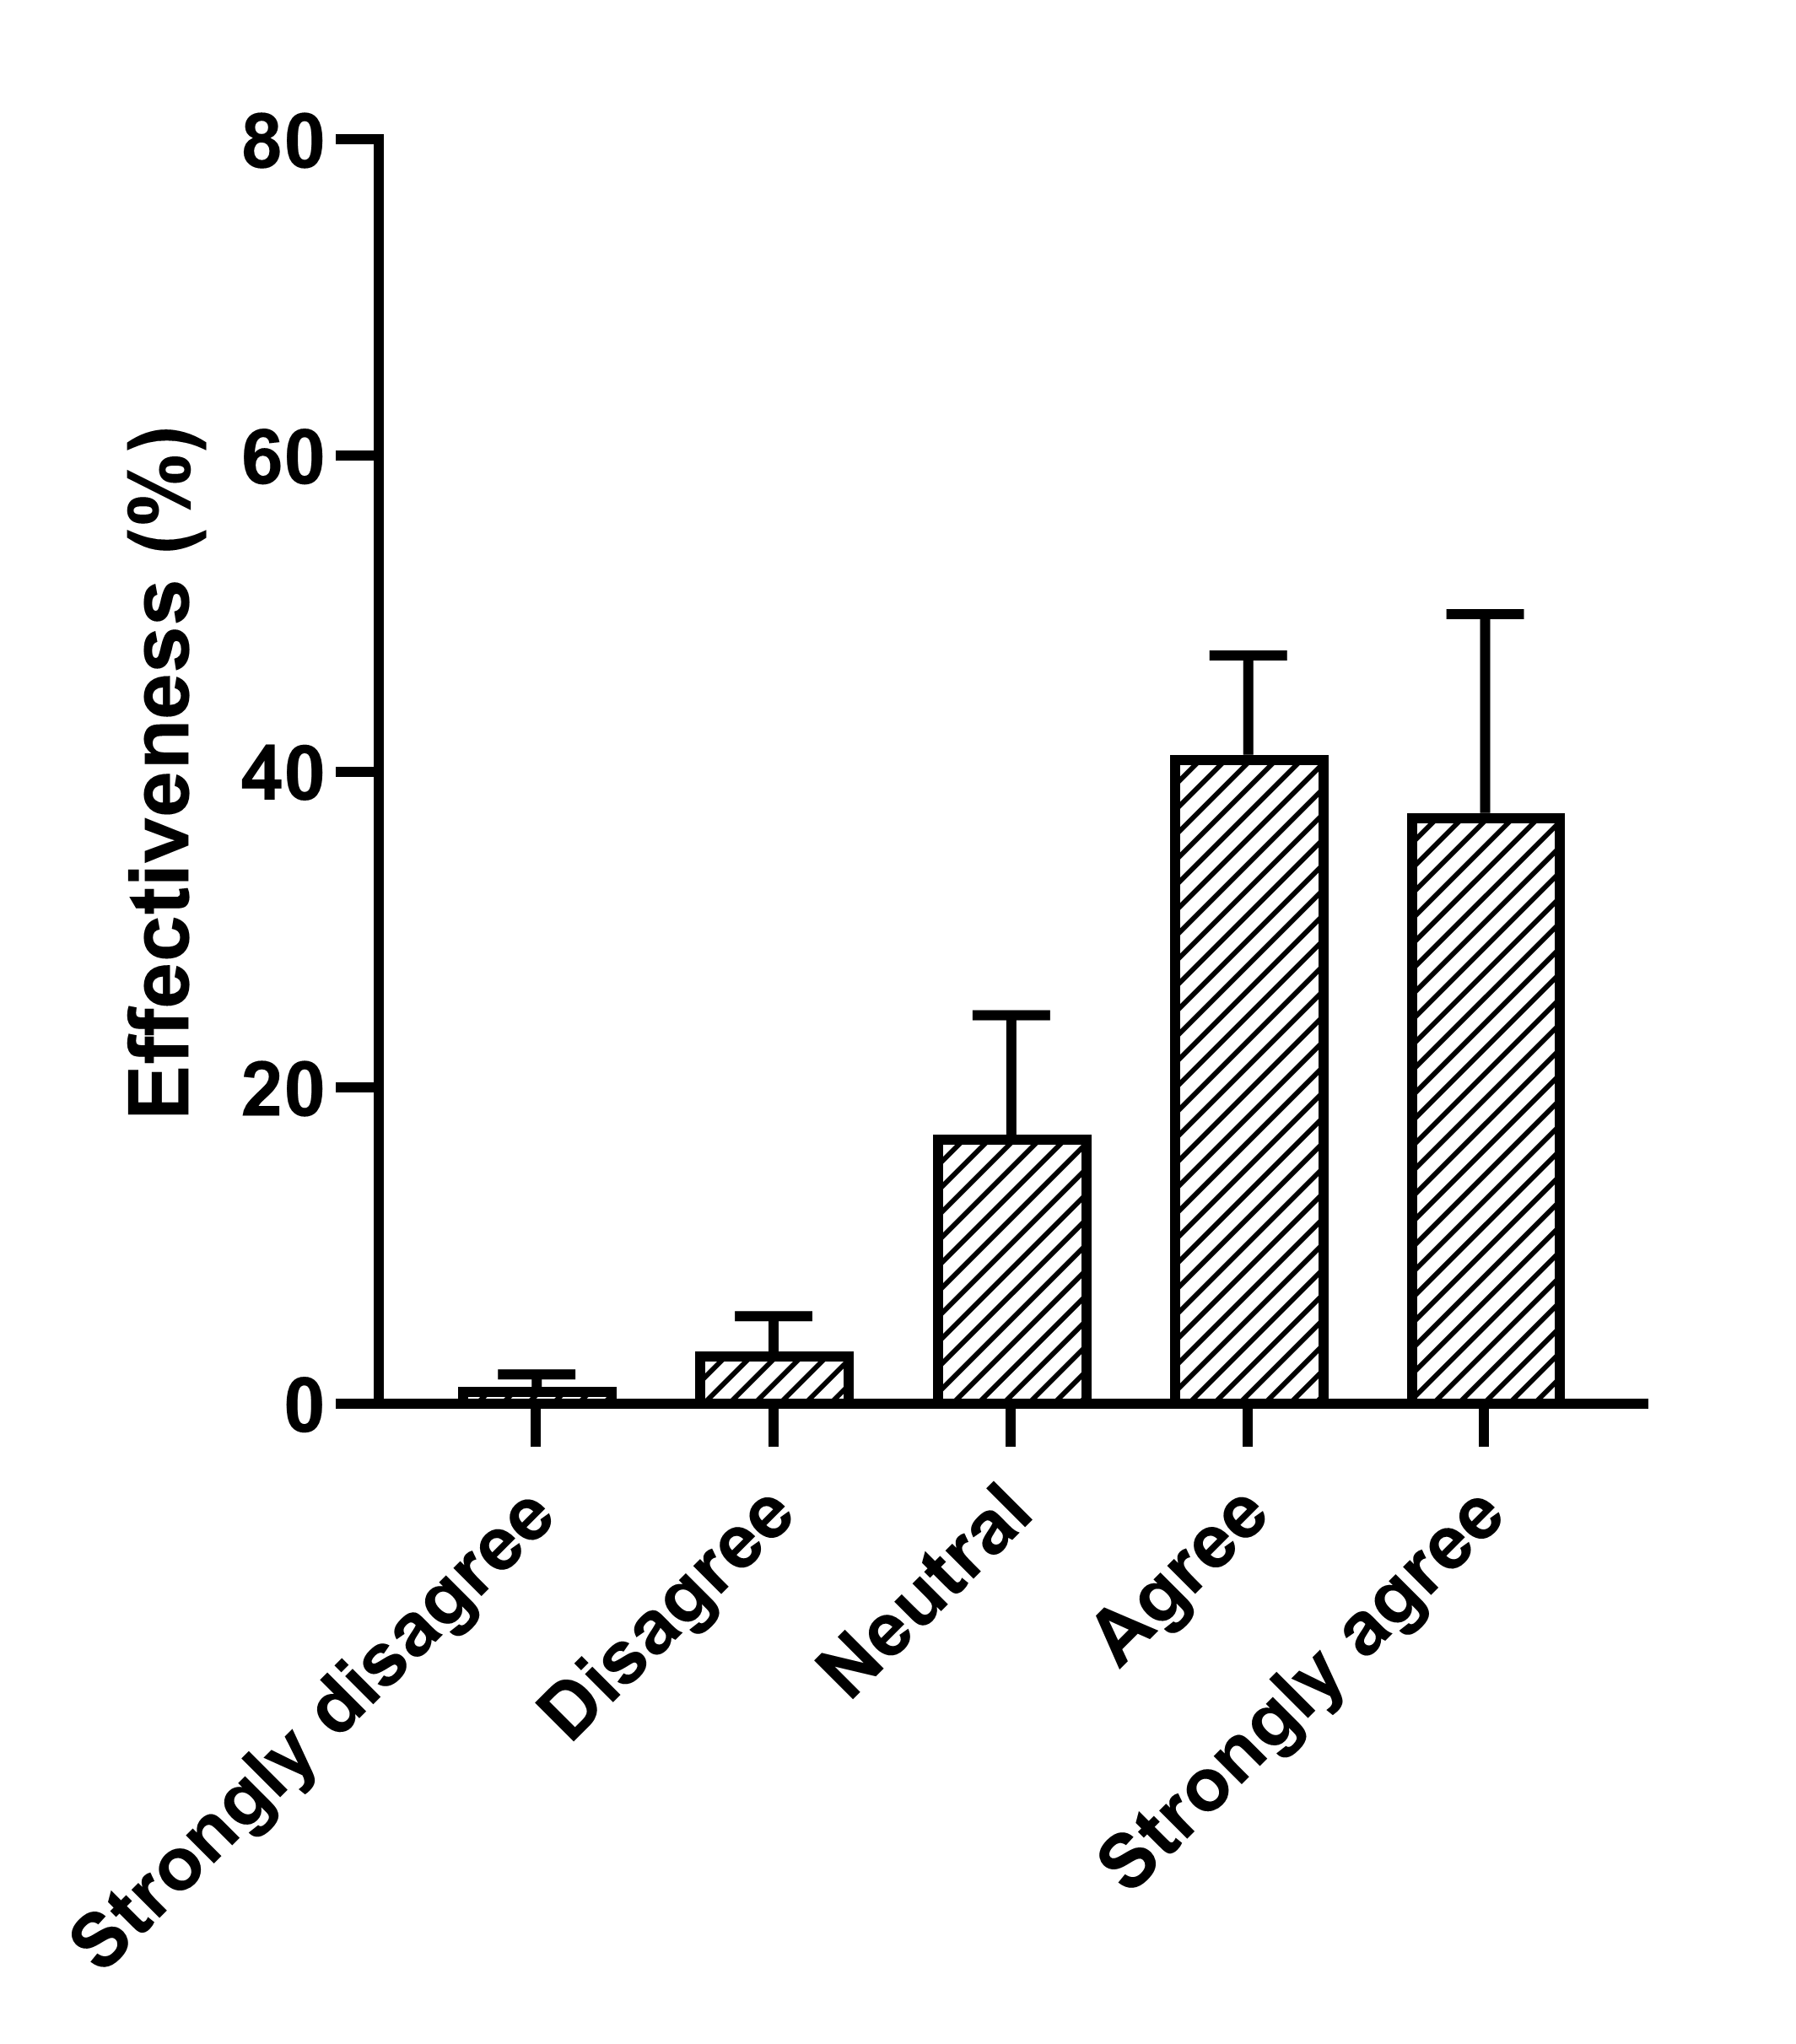 Effectiveness (%)
80
60
40
20
0
Strongly disagree
Disagree
Neutral
Agree
Strongly agree